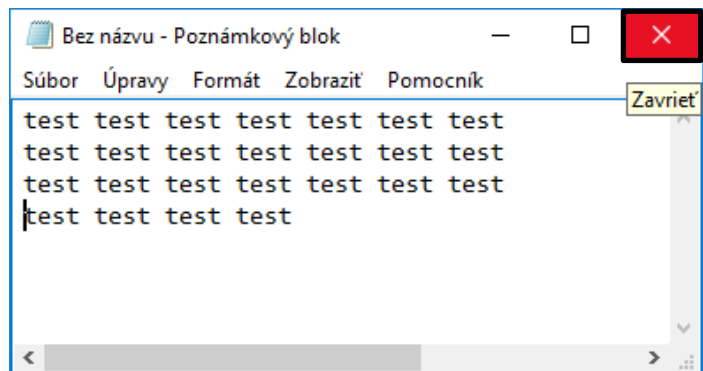 Bez názvu - Poznámkový blok
Súbor Úpravy Formát Zobraziť Pomocník
Zavrieť
test test test test test test test
test test test test test test test
test test test test test test test
test test test test